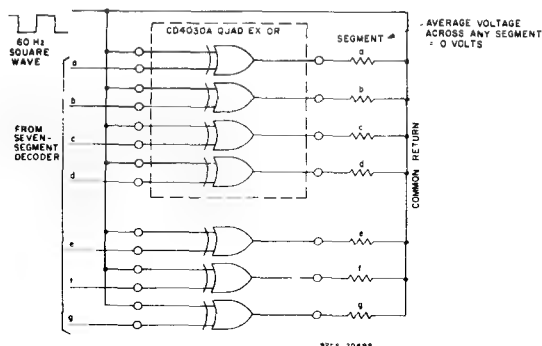 60 Hz
SQUARE
WAVE
CD4030A QUAD EX OR
SEGMENT
AVERAGE VOLTAGE
ACROSS ANY SEGMENT
= 0 VOLTS
a
a
b
b
FROM
SEVEN-
SEGMENT
DECODER
c
c
d
d
COMMON RETURN
e
e
f
f
g
g